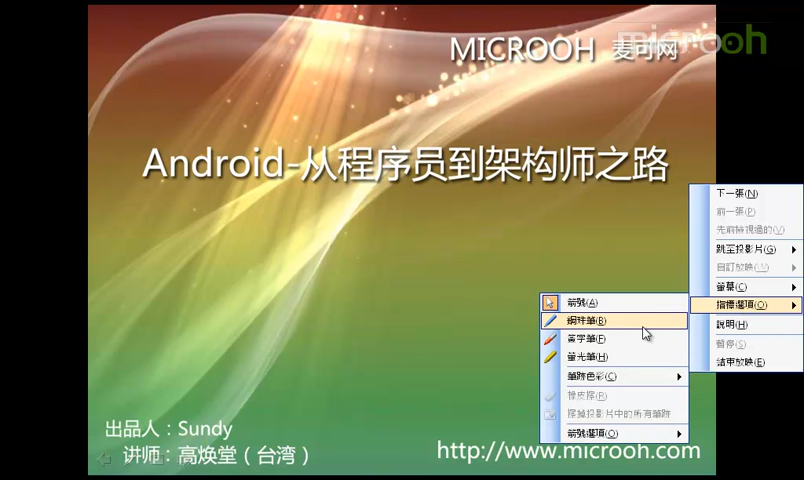 MICROOH 麦可网
microoh
Android-从程序员到架构师之路
下一張(N)
前一張(P)
先前檢視過的(V)
跳至投影片(G)
自訂放映(W)
螢幕(C)
指標選項(O)
說明(H)
暫停(S)
結束放映(E)
箭號(A)
鋼珠筆(B)
簽字筆(F)
螢光筆(H)
筆跡色彩(C)
橡皮擦(R)
擦掉投影片中的所有筆跡
箭號選項(O)
出品人：Sundy
讲师：高焕堂（台湾）
http://www.microoh.com